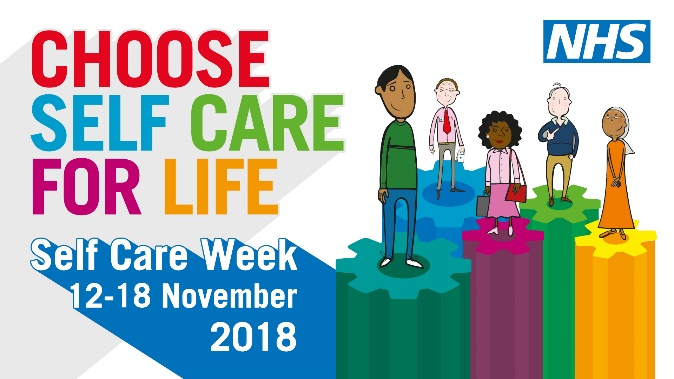 CHOOSE
SELF CARE
FOR LIFE
Self Care Week
12-18 November
2018
NHS